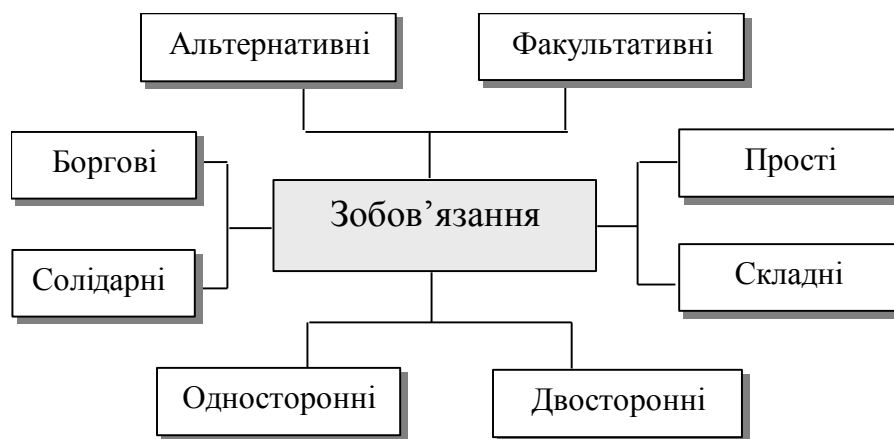 Альтернативні
Факультативні
Боргові
Прості
Зобов’язання
Солідарні
Складні
Односторонні
Двосторонні